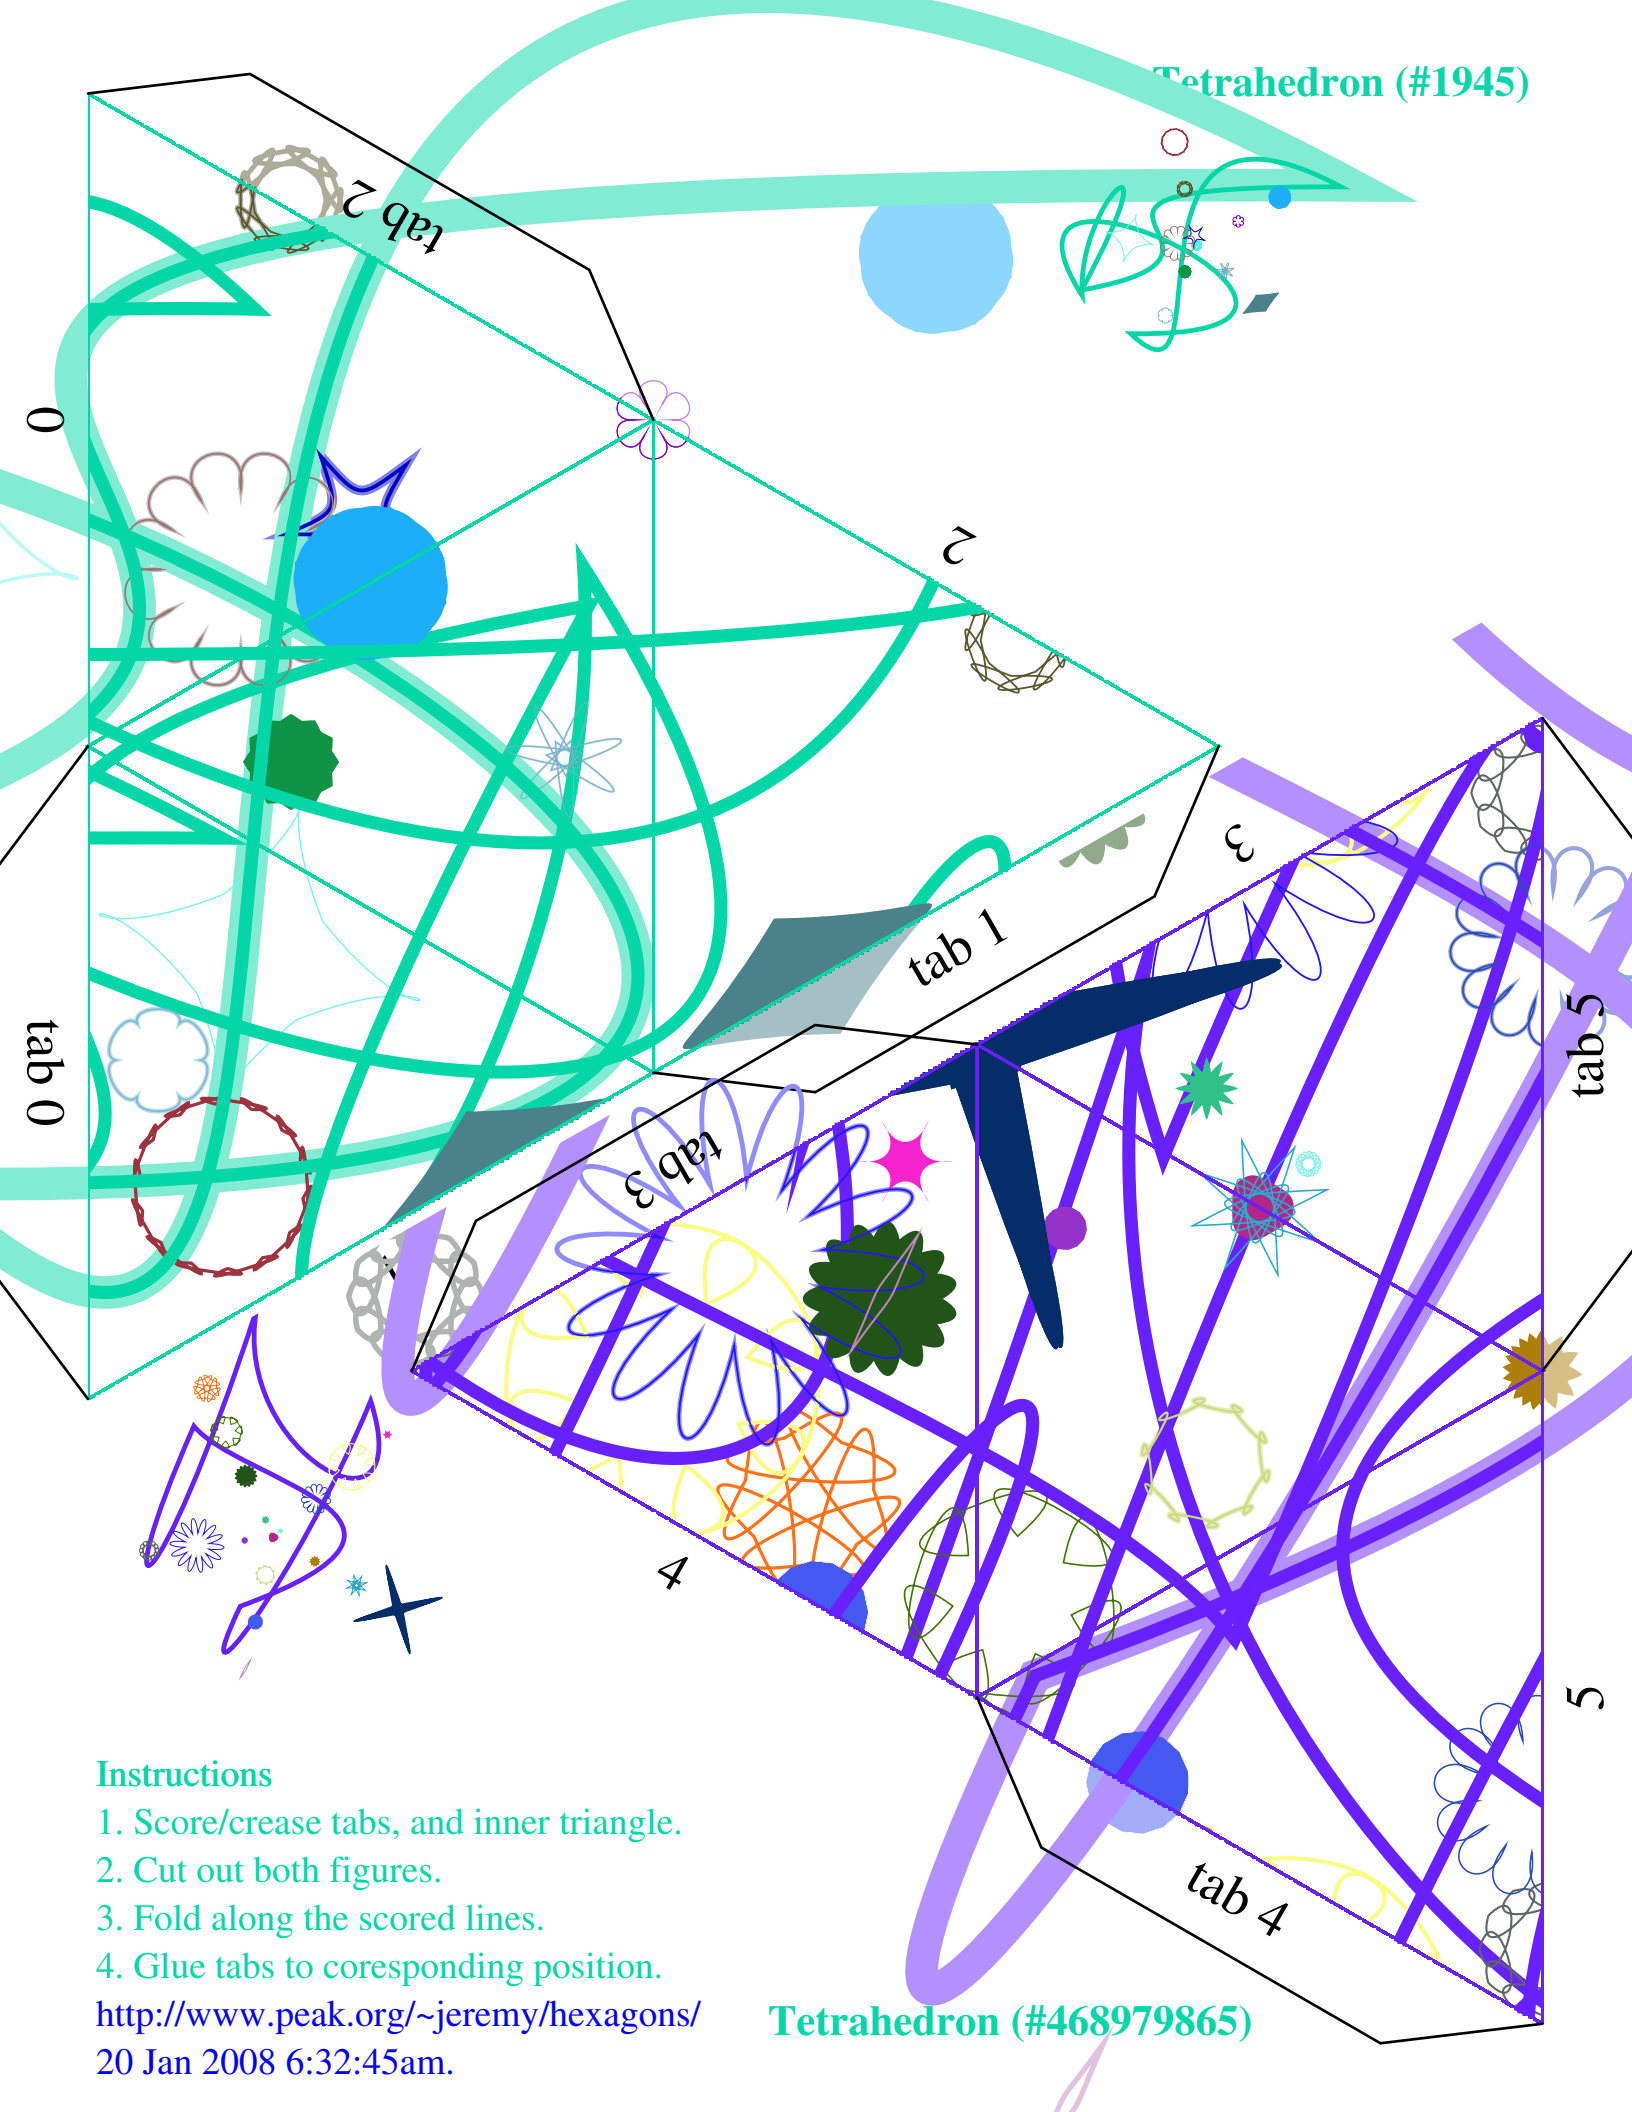 Tetrahedron (#1945)
tab 2
2
0
2
3
tab 1
tab 0
tab 5
tab 3
4
5
tab 4
Instructions
1. Score/crease tabs, and inner triangle.
2. Cut out both figures.
3. Fold along the scored lines.
4. Glue tabs to coresponding position.
http://www.peak.org/~jeremy/hexagons/
20 Jan 2008 6:32:45am.
Tetrahedron (#468979865)